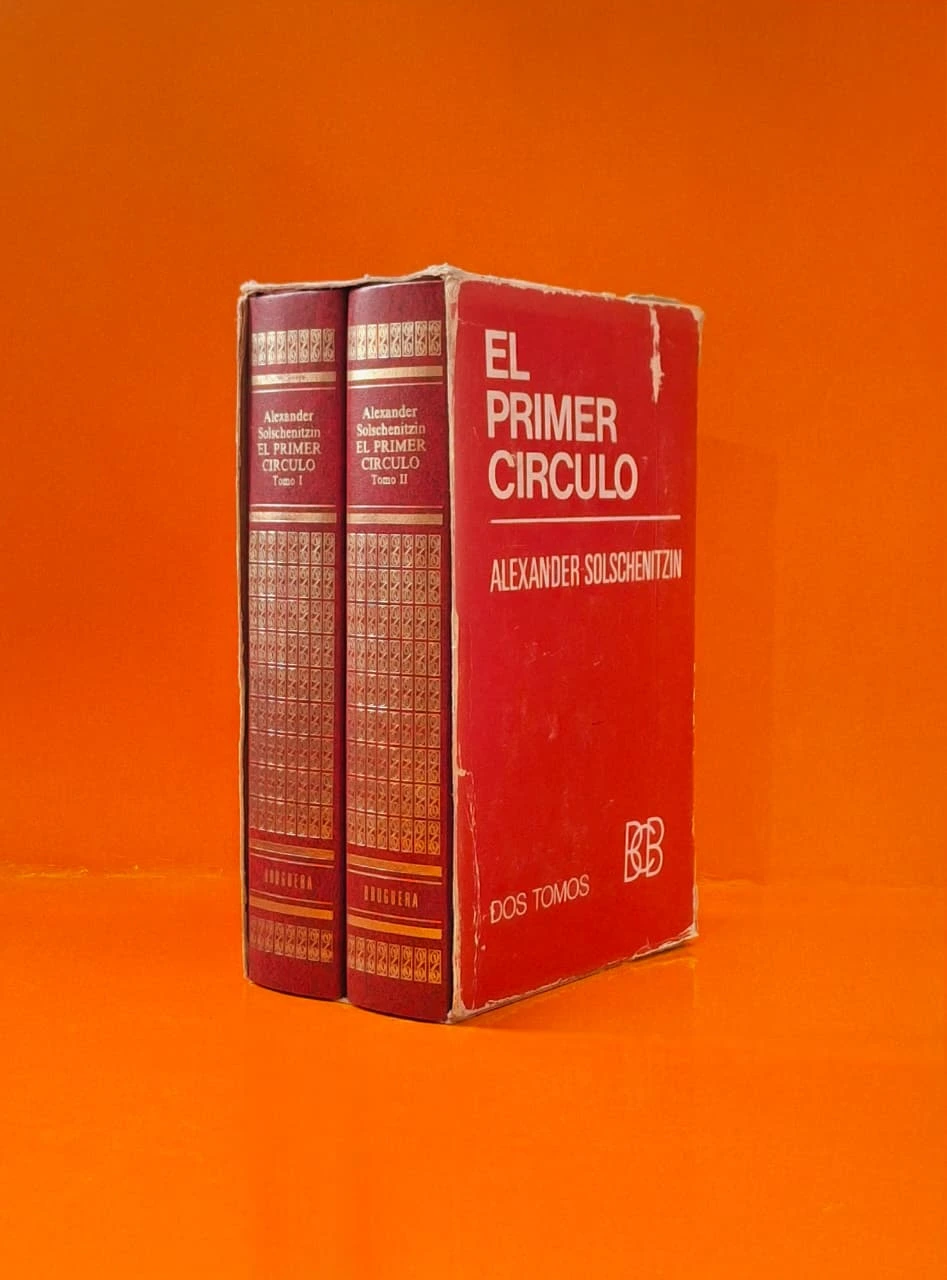 Alexander
Solschenitzin
EL PRIMER
CIRCULO
Tomo I
BRUGUERA
Alexander
Solschenitzin
EL PRIMER
CIRCULO
Tomo II
BRUGUERA
EL
PRIMER
CIRCULO
ALEXANDER SOLSCHENITZIN
DOS TOMOS
BCB